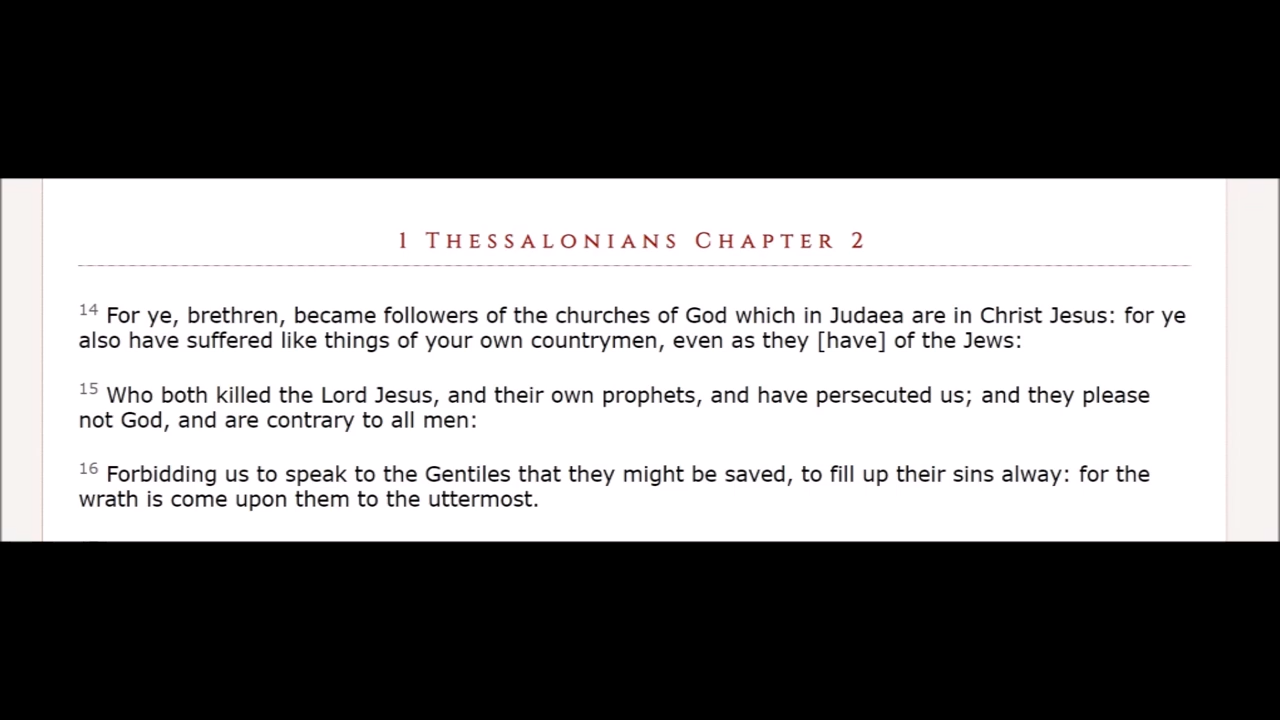 1 Thessalonians Chapter 2
14 For ye, brethren, became followers of the churches of God which in Judaea are in Christ Jesus: for ye
also have suffered like things of your own countrymen, even as they [have] of the Jews:
15 Who both killed the Lord Jesus, and their own prophets, and have persecuted us; and they please
not God, and are contrary to all men:
16 Forbidding us to speak to the Gentiles that they might be saved, to fill up their sins alway: for the
wrath is come upon them to the uttermost.